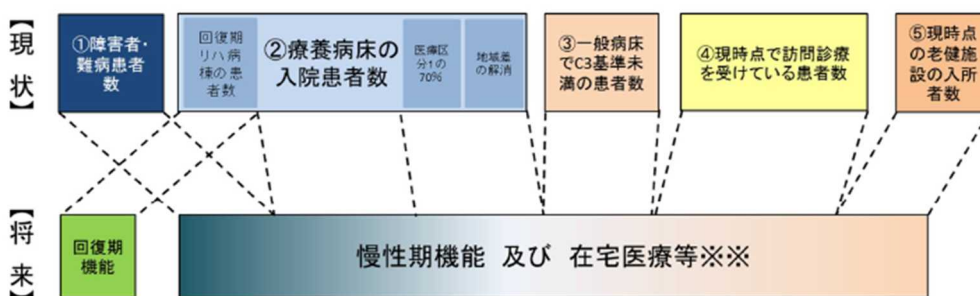 【現状】
①障害者・
難病患者
数
回復期
リハ病
棟の患
者数
②療養病床の
入院患者数
医療区
分1の
70%
地域差
の解消
③一般病床
でC3基準未
満の患者数
④現時点で訪問診療
を受けている患者数
⑤現時点
の老健施
設の入所
者数
【将来】
回復期
機能
慢性期機能 及び 在宅医療等※※